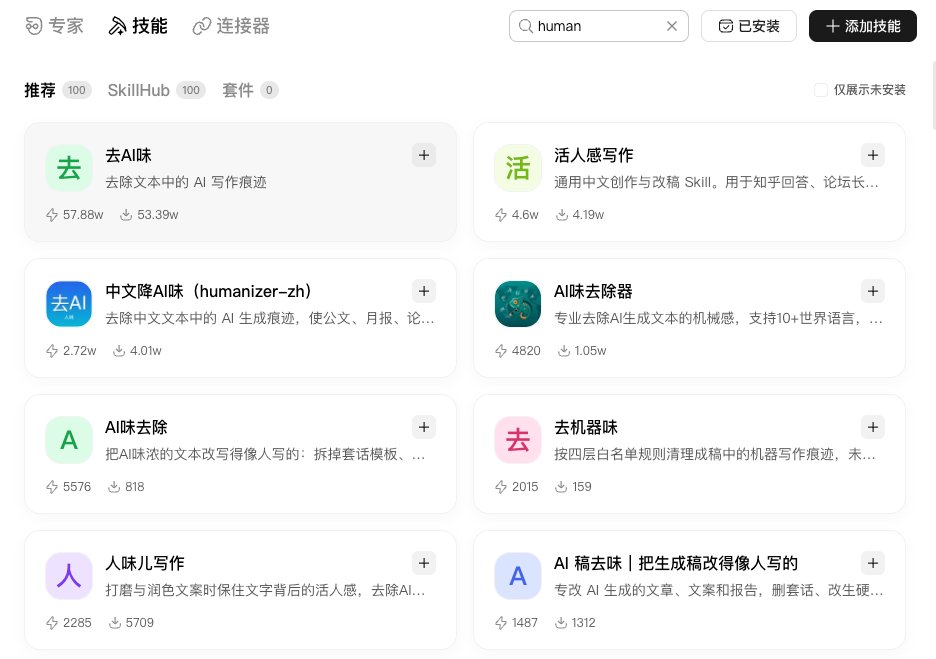 专家 技能 连接器 human 已安装 添加技能
推荐 100 SkillHub 100 套件 0 仅展示未安装
去 去AI味
去除文本中的 AI 写作痕迹
57.88w 53.39w
活 活人感写作
通用中文创作与改稿 Skill。用于知乎回答、论坛长...
4.6w 4.19w
去AI 人味 中文降AI味（humanizer-zh）
去除中文文本中的 AI 生成痕迹，使公文、月报、论...
2.72w 4.01w
AI味去除器
专业去除AI生成文本的机械感，支持10+世界语言，...
4820 1.05w
A AI味去除
把AI味浓的文本改写得像人写的：拆掉套话模板、...
5576 818
去 去机器味
按四层白名单规则清理成稿中的机器写作痕迹，未...
2015 159
人 人味儿写作
打磨与润色文案时保住文字背后的活人感，去除AI...
2285 5709
A AI 稿去味｜把生成稿改得像人写的
专改 AI 生成的文章、文案和报告，删套话、改生硬...
1487 1312